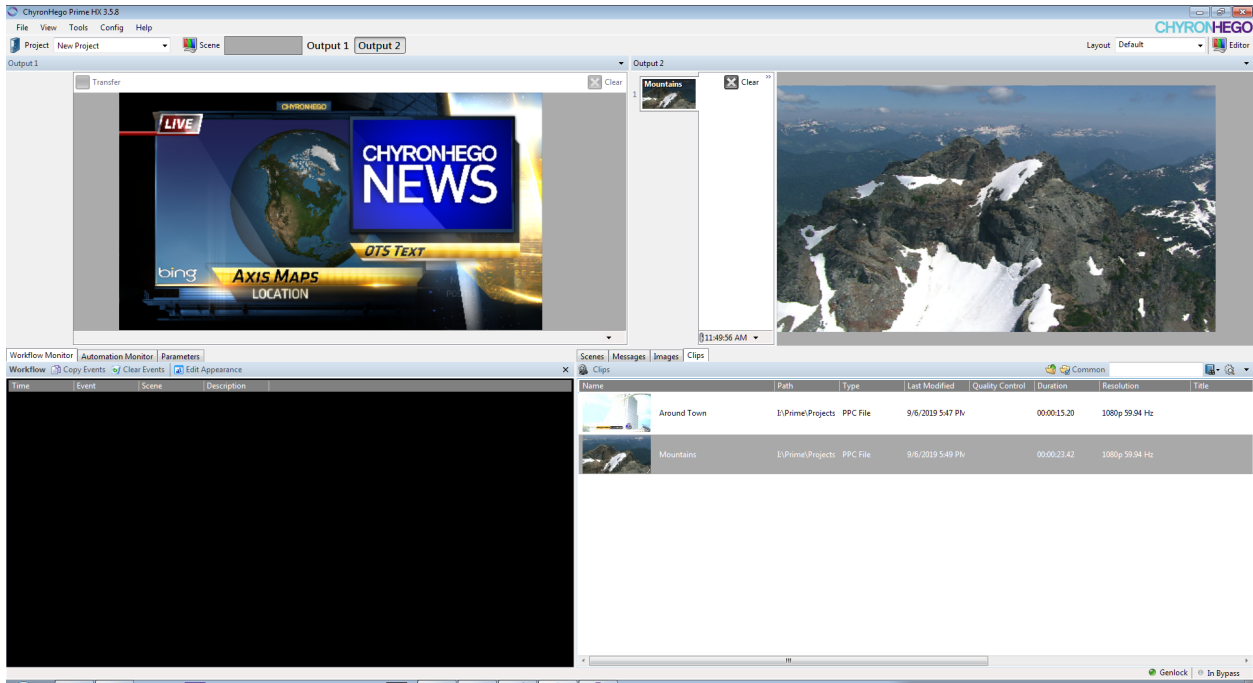 ChyronHego Prime HX 3.5.8
File View Tools Config Help
CHYRONHEGO
Project New Project Scene Output 1 Output 2 Layout Default Editor
Output 1
Output 2
Transfer Clear
CHYRONHEGO
LIVE
CHYRONHEGO
NEWS
OTS TEXT
bing
AXIS MAPS
LOCATION
1 Mountains
Clear
11:49:56 AM
Workflow Monitor Automation Monitor Parameters
Workflow Copy Events Clear Events Edit Appearance
Time Event Scene Description
Scenes Messages Images Clips
Clips Common
Name Path Type Last Modified Quality Control Duration Resolution Title
Around Town I:\Prime\Projects PPC File 9/6/2019 5:47 PM 00:00:15.20 1080p 59.94 Hz
Mountains I:\Prime\Projects PPC File 9/6/2019 5:49 PM 00:00:23.42 1080p 59.94 Hz
Genlock In Bypass